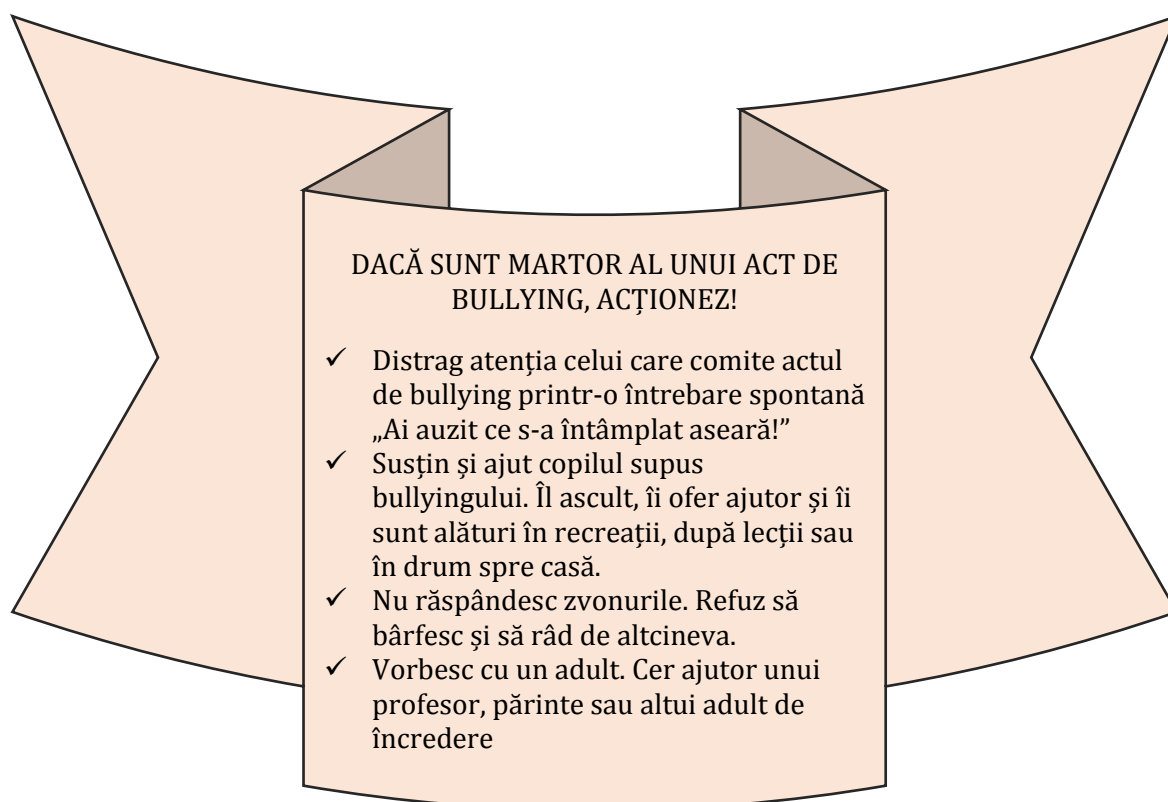 DACĂ SUNT MARTOR AL UNUI ACT DE
BULLYING, ACȚIONEZ!
✓ Distrag atenția celui care comite actul
de bullying printr-o întrebare spontană
„Ai auzit ce s-a întâmplat aseară!”
✓ Susțin și ajut copilul supus
bullyingului. Îl ascult, îi ofer ajutor și îi
sunt alături în recreații, după lecții sau
în drum spre casă.
✓ Nu răspândesc zvonurile. Refuz să
bârfesc și să râd de altcineva.
✓ Vorbesc cu un adult. Cer ajutor unui
profesor, părinte sau altui adult de
încredere